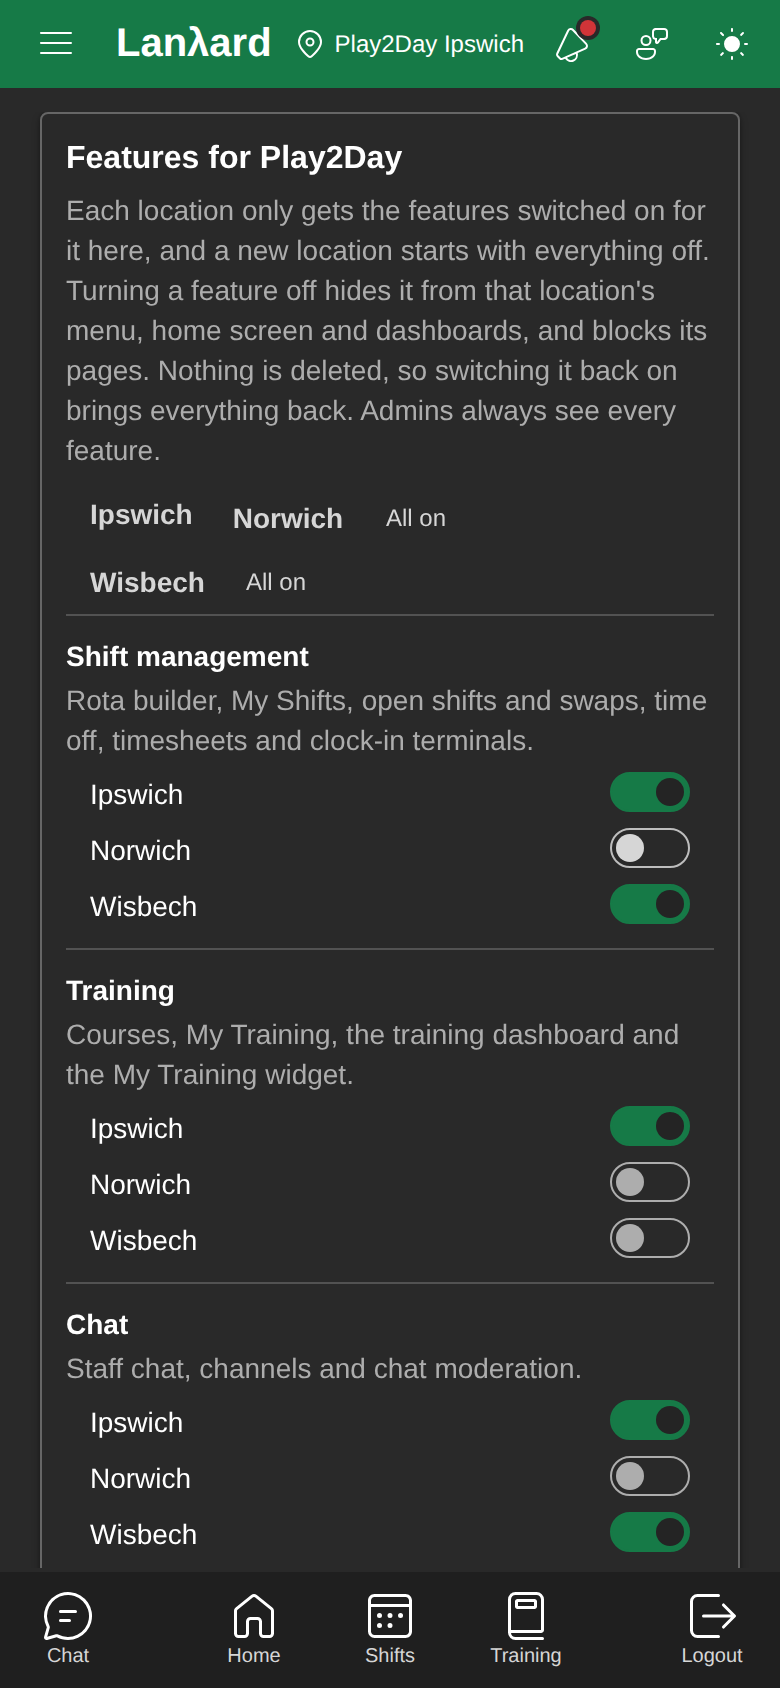 Lanλard
Play2Day Ipswich
Features for Play2Day
Each location only gets the features switched on for
it here, and a new location starts with everything off.
Turning a feature off hides it from that location's
menu, home screen and dashboards, and blocks its
pages. Nothing is deleted, so switching it back on
brings everything back. Admins always see every
feature.
Ipswich Norwich All on
Wisbech All on
Shift management
Rota builder, My Shifts, open shifts and swaps, time
off, timesheets and clock-in terminals.
Ipswich
Norwich
Wisbech
Training
Courses, My Training, the training dashboard and
the My Training widget.
Ipswich
Norwich
Wisbech
Chat
Staff chat, channels and chat moderation.
Ipswich
Norwich
Wisbech
Chat Home Shifts Training Logout